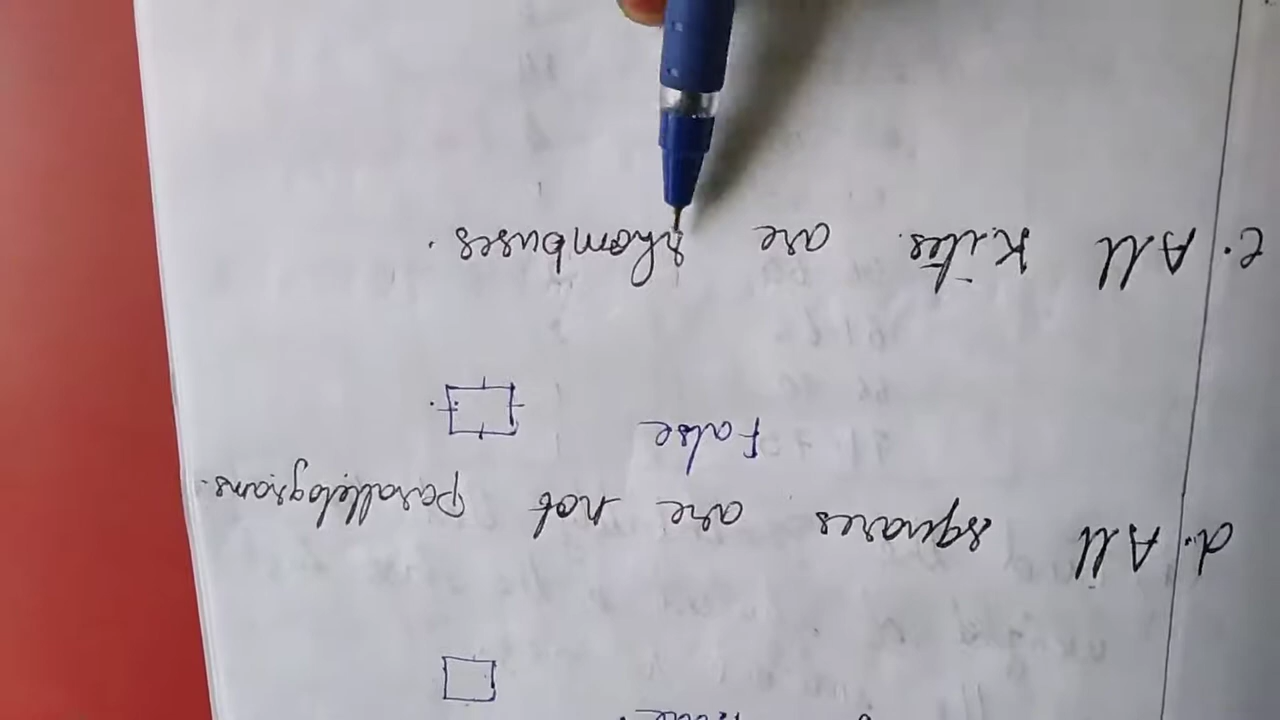 d. All squares are not parallelograms.
False
e. All kites are rhombuses.